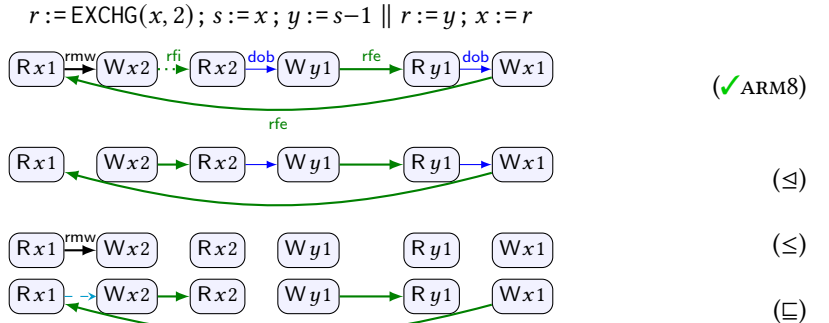 r := EXCHG(x, 2) ; s := x ; y := s−1 ∥ r := y ; x := r
rmw rfi dob rfe dob
Rx1 Wx2 Rx2 Wy1 Ry1 Wx1 (✓ARM8)
rfe
Rx1 Wx2 Rx2 Wy1 Ry1 Wx1
(⊴)
rmw
Rx1 Wx2 Rx2 Wy1 Ry1 Wx1 (≤)
Rx1 Wx2 Rx2 Wy1 Ry1 Wx1
(⊑)